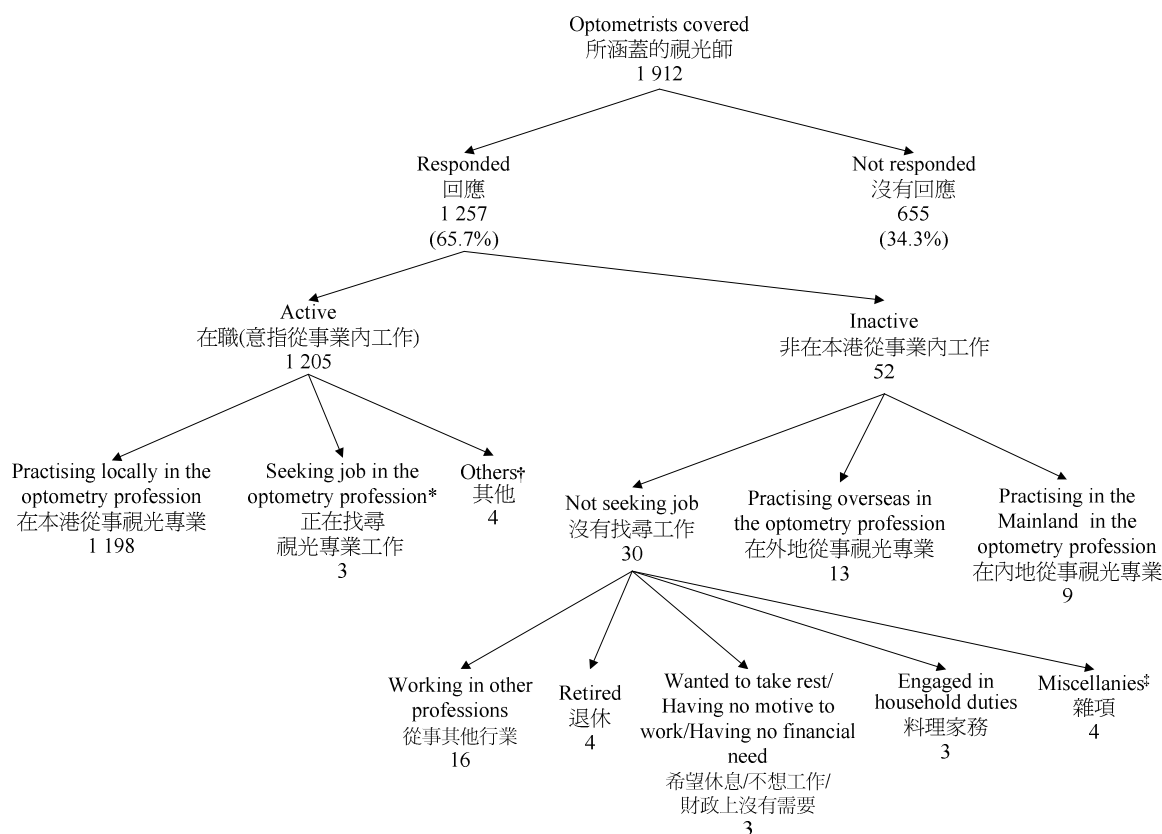 Optometrists covered
所涵蓋的視光師
1 912
Responded
回應
1 257
(65.7%)
Not responded
沒有回應
655
(34.3%)
Active
在職(意指從事業內工作)
1 205
Inactive
非在本港從事業內工作
52
Practising locally in the
optometry profession
在本港從事視光專業
1 198
Seeking job in the
optometry profession*
正在找尋
視光專業工作
3
Others†
其他
4
Not seeking job
沒有找尋工作
30
Practising overseas in
the optometry profession
在外地從事視光專業
13
Practising in the
Mainland in the
optometry profession
在內地從事視光專業
9
Working in other
professions
從事其他行業
16
Retired
退休
4
Wanted to take rest/
Having no motive to
work/Having no financial
need
希望休息/不想工作/
財政上沒有需要
3
Engaged in
household duties
料理家務
3
Miscellanies‡
雜項
4